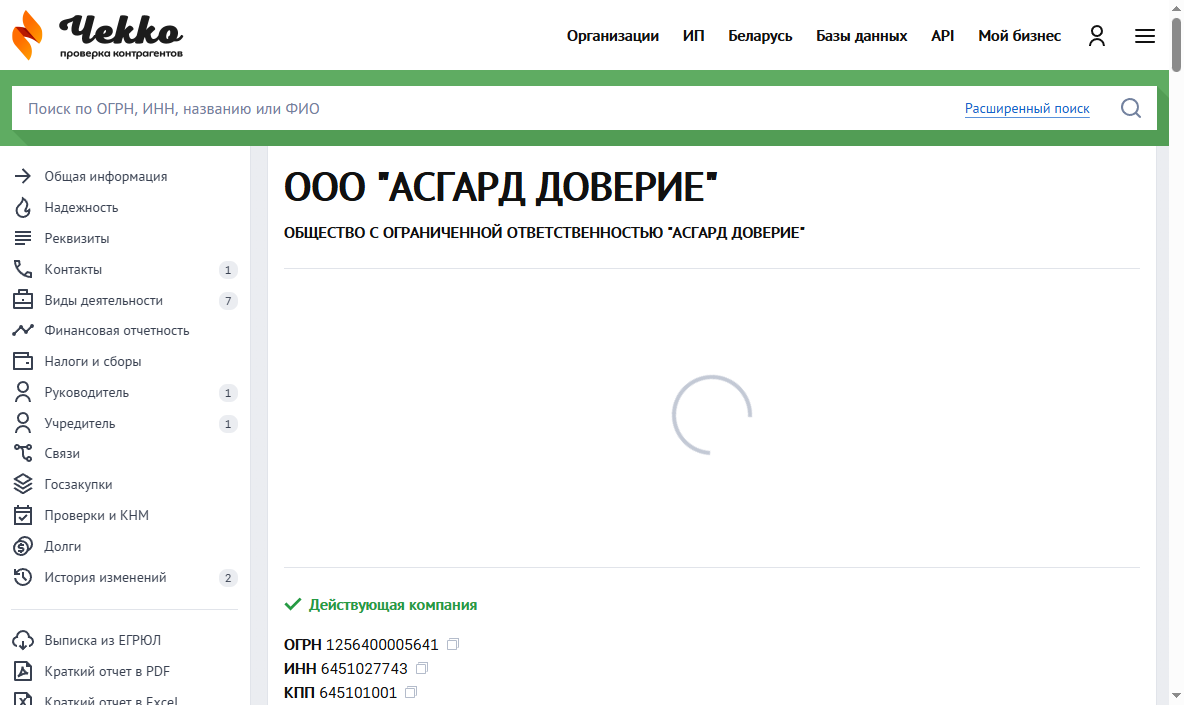 Чекко
проверка контрагентов
Организации ИП Беларусь Базы данных API Мой бизнес
Поиск по ОГРН, ИНН, названию или ФИО Расширенный поиск
Общая информация
Надежность
Реквизиты
Контакты 1
Виды деятельности 7
Финансовая отчетность
Налоги и сборы
Руководитель 1
Учредитель 1
Связи
Госзакупки
Проверки и КНМ
Долги
История изменений 2
Выписка из ЕГРЮЛ
Краткий отчет в PDF
Краткий отчет в Excel
ООО "АСГАРД ДОВЕРИЕ"
ОБЩЕСТВО С ОГРАНИЧЕННОЙ ОТВЕТСТВЕННОСТЬЮ "АСГАРД ДОВЕРИЕ"
Действующая компания
ОГРН 1256400005641
ИНН 6451027743
КПП 645101001